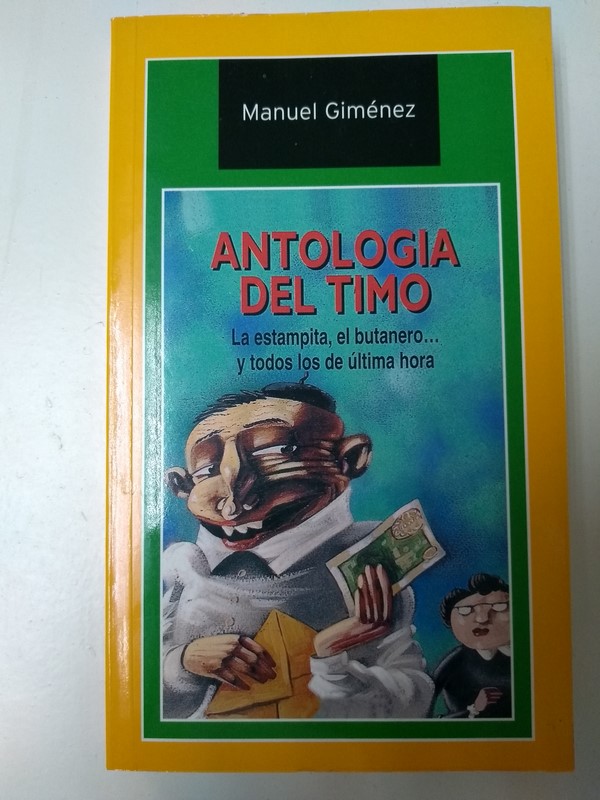 Manuel Giménez
ANTOLOGIA
DEL TIMO
La estampita, el butanero...
y todos los de última hora